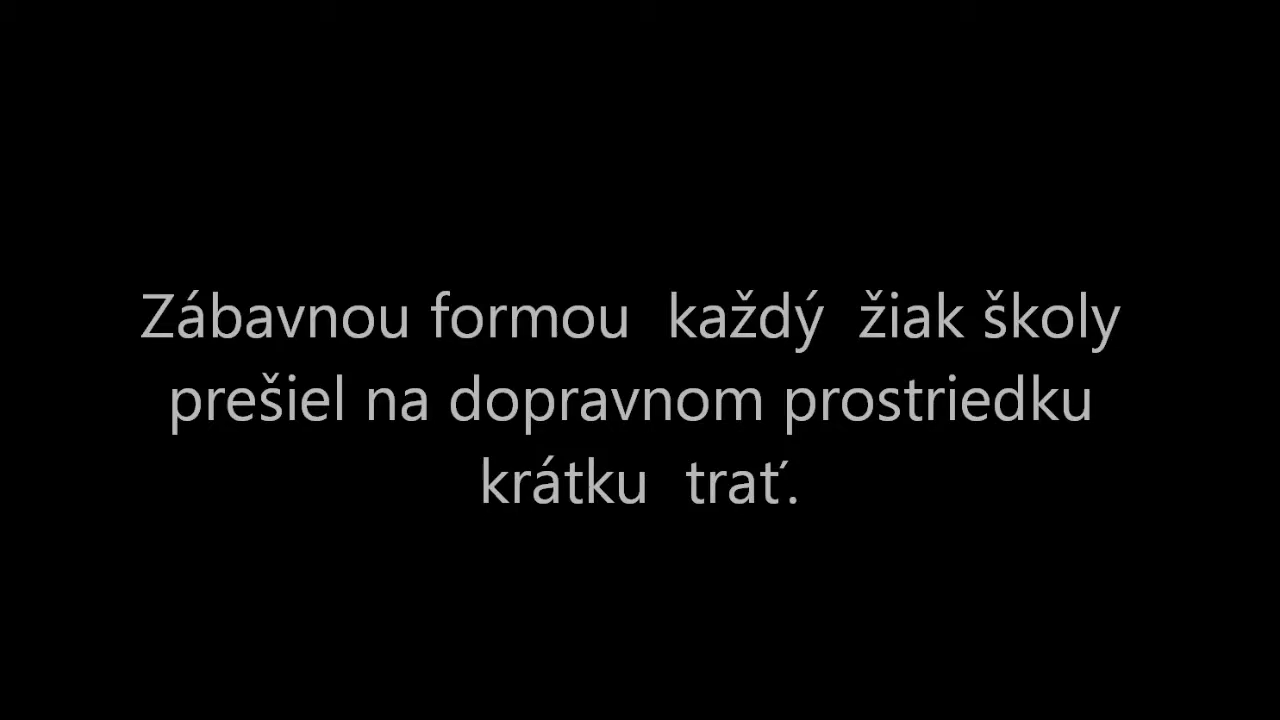 Zábavnou formou  každý  žiak školy
prešiel na dopravnom prostriedku
krátku  trať.